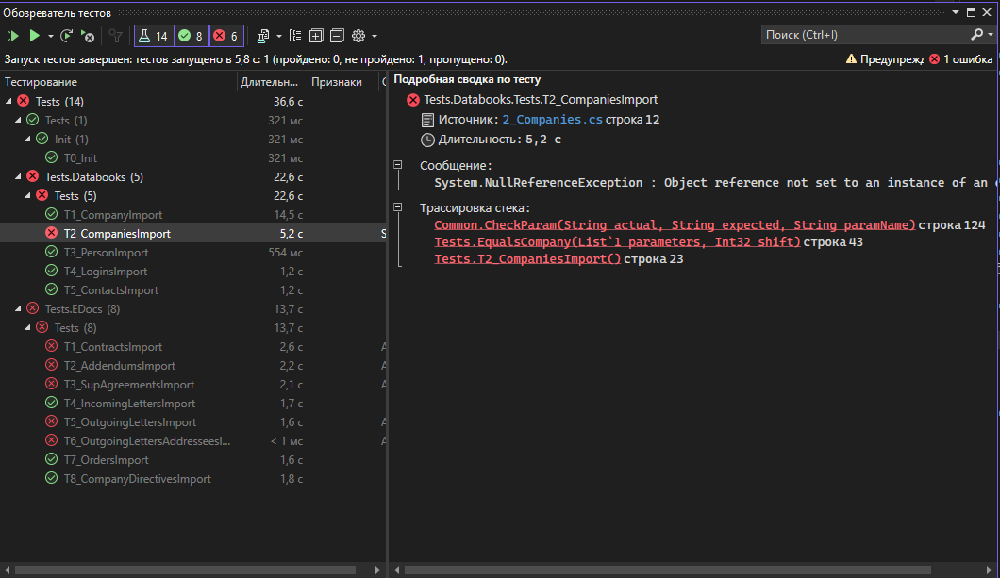 Обозреватель тестов
14 8 6
Поиск (Ctrl+I)
Запуск тестов завершен: тестов запущено в 5,8 с: 1 (пройдено: 0, не пройдено: 1, пропущено: 0).
Предупреж 1 ошибка
Тестирование Длительн... Признаки
Tests (14) 36,6 с
Tests (1) 321 мс
Init (1) 321 мс
T0_Init 321 мс
Tests.Databooks (5) 22,6 с
Tests (5) 22,6 с
T1_CompanyImport 14,5 с
T2_CompaniesImport 5,2 с S
T3_PersonImport 554 мс
T4_LoginsImport 1,2 с
T5_ContactsImport 1,2 с
Tests.EDocs (8) 13,7 с
Tests (8) 13,7 с
T1_ContractsImport 2,6 с A
T2_AddendumsImport 2,2 с A
T3_SupAgreementsImport 2,1 с A
T4_IncomingLettersImport 1,7 с
T5_OutgoingLettersImport 1,6 с A
T6_OutgoingLettersAddresseesI... < 1 мс A
T7_OrdersImport 1,6 с
T8_CompanyDirectivesImport 1,8 с
Подробная сводка по тесту
Tests.Databooks.Tests.T2_CompaniesImport
Источник: 2_Companies.cs строка 12
Длительность: 5,2 с
Сообщение:
System.NullReferenceException : Object reference not set to an instance of an
Трассировка стека:
Common.CheckParam(String actual, String expected, String paramName) строка 124
Tests.EqualsCompany(List`1 parameters, Int32 shift) строка 43
Tests.T2_CompaniesImport() строка 23